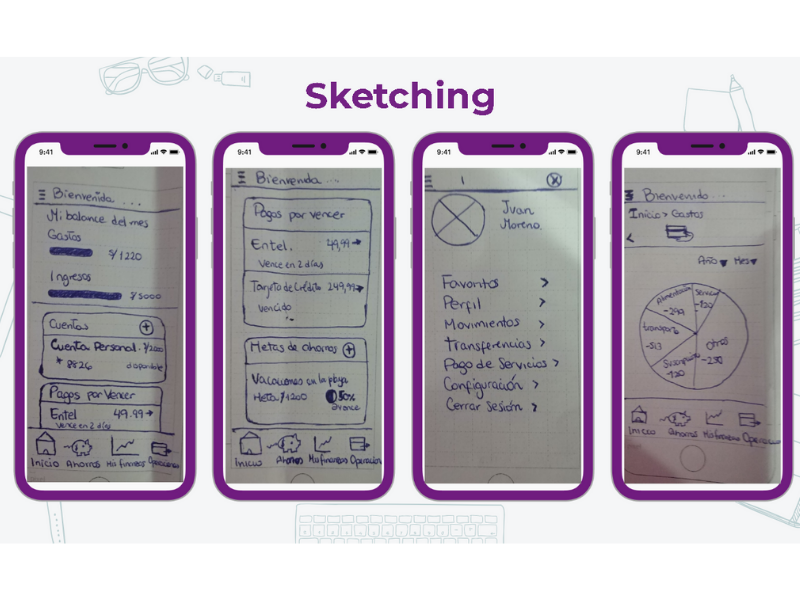 Sketching
9:41
Bienvenida ...
Mi balance del mes
Gastos
S/1220
Ingresos
S/5000
Cuentas
Cuenta Personal
* 8826 disponible
Pagos por Vencer
Entel 49.99
Vence en 2 días
Inicio Ahorros Mis finanzas Operaciones
9:41
Bienvenida ...
Pagos por vencer
Entel. 49,99
Vence en 2 días
Tarjeta de Crédito 249,99
Vencido
Metas de ahorros
Vacaciones en la playa
Meta S/1200 50%
avance
Inicio Ahorros Mis finanzas Operacion
9:41
Juan
Moreno.
Favoritos
Perfil
Movimientos
Transferencias
Pago de Servicios
Configuración
Cerrar Sesión
9:41
Bienvenido ...
Inicio > Gastos
Año Mes
Alimentación
Servicios
-120
Transporte
-513
Otros
-230
-120
Inicio Ahorros Mis finanzas Operaciones